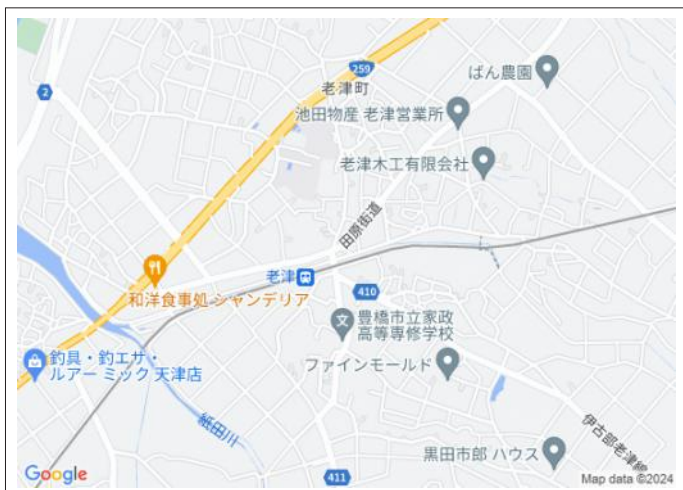 259
老津町
ばん農園
2
池田物産 老津営業所
老津木工有限会社
田原街道
老津
和洋食事処 シャンデリア
410
豊橋市立家政
高等専修学校
釣具・釣エサ・
ルアー ミック 天津店
ファインモールド
紙田川
伊古部老津線
黒田市郎 ハウス
411
Google
Map data ©2024